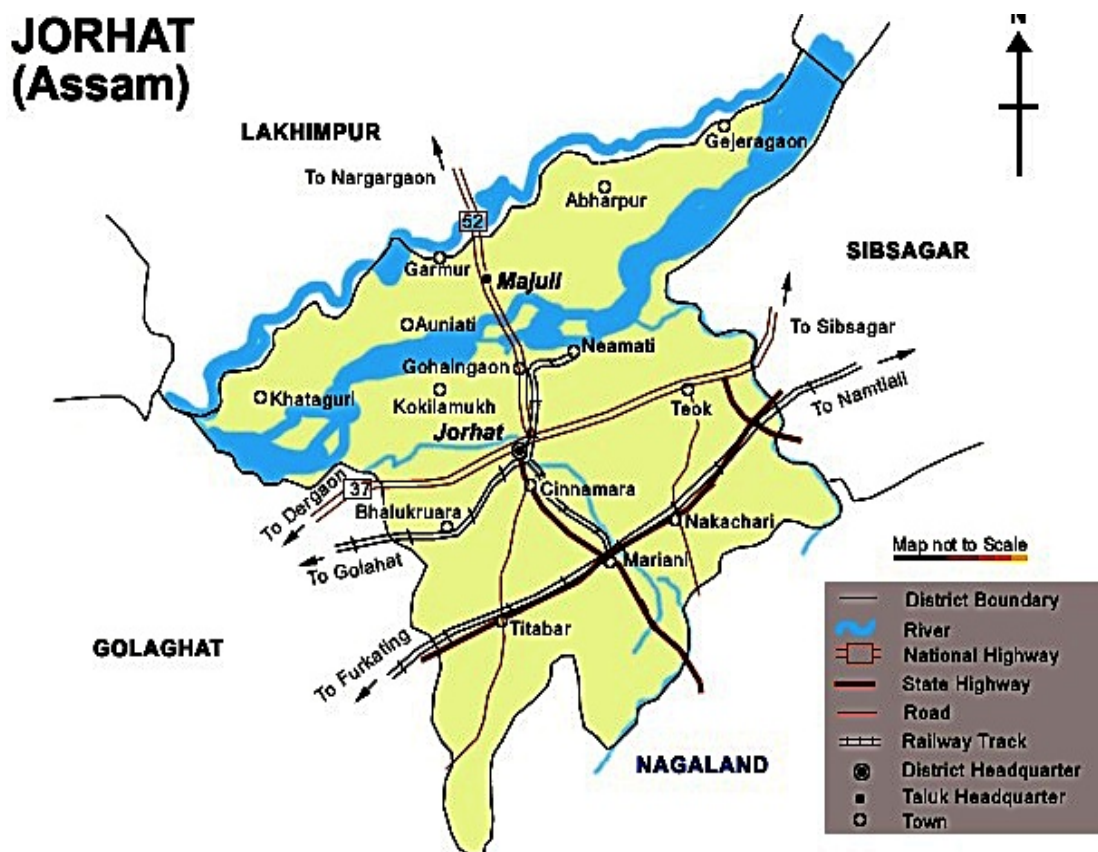 JORHAT
(Assam)
N
LAKHIMPUR
To Nargargaon
Gejeragaon
Abharpur
52
SIBSAGAR
Garmur
Majuli
To Sibsagar
Auniati
Neamati
Gohaingaon
To Namtiali
Khataguri
Kokilamukh
Teok
Jorhat
37
To Dergaon
Cinnamara
Bhalukruara
Nakachari
To Golahat
Mariani
Map not to Scale
District Boundary
River
National Highway
State Highway
Road
Railway Track
District Headquarter
Taluk Headquarter
Town
GOLAGHAT
Titabar
To Furkating
NAGALAND